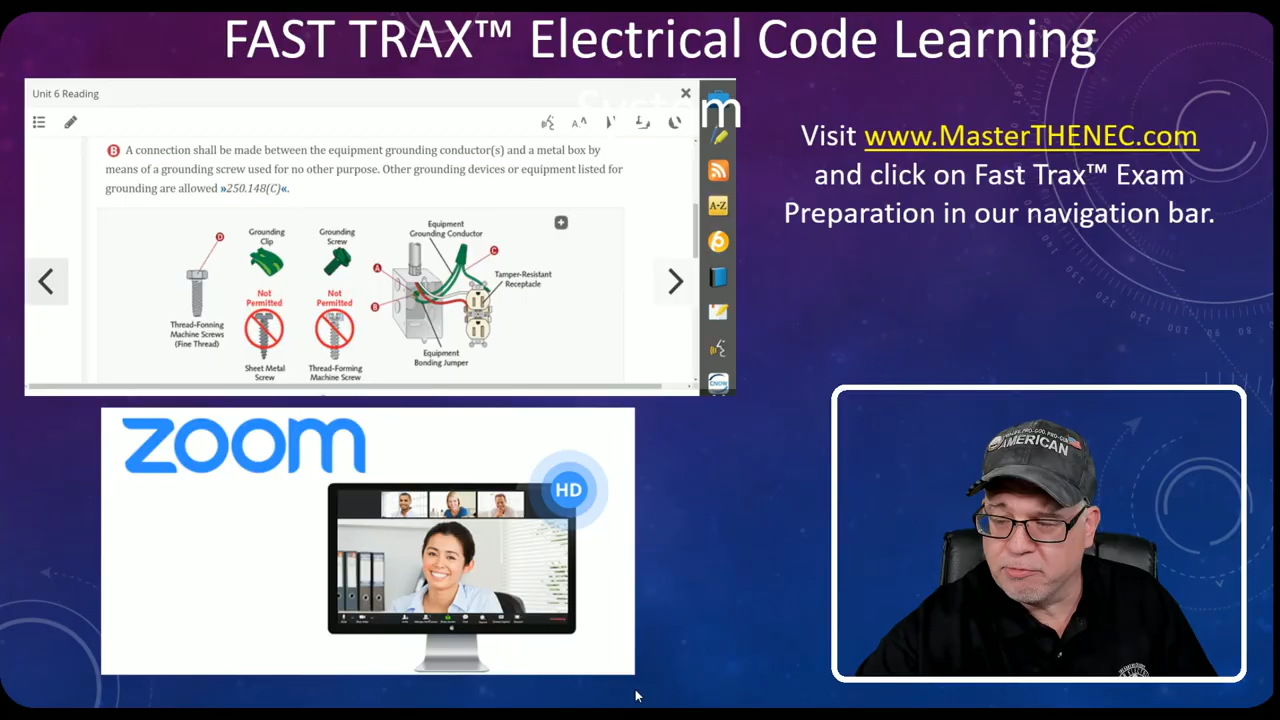 FAST TRAX™ Electrical Code Learning
System
Unit 6 Reading
B A connection shall be made between the equipment grounding conductor(s) and a metal box by
means of a grounding screw used for no other purpose. Other grounding devices or equipment listed for
grounding are allowed »250.148(C)«.
D
Grounding
Clip
Grounding
Screw
Equipment
Grounding Conductor
A
C
Tamper-Resistant
Receptacle
B
Not
Permitted
Not
Permitted
Thread-Fonning
Machine Screws
(Fine Thread)
Equipment
Bonding Jumper
Sheet Metal
Screw
Thread-Forming
Machine Screw
A-Z
CNOW
Visit www.MasterTHENEC.com
and click on Fast Trax™ Exam
Preparation in our navigation bar.
zoom
HD
AMERICAN